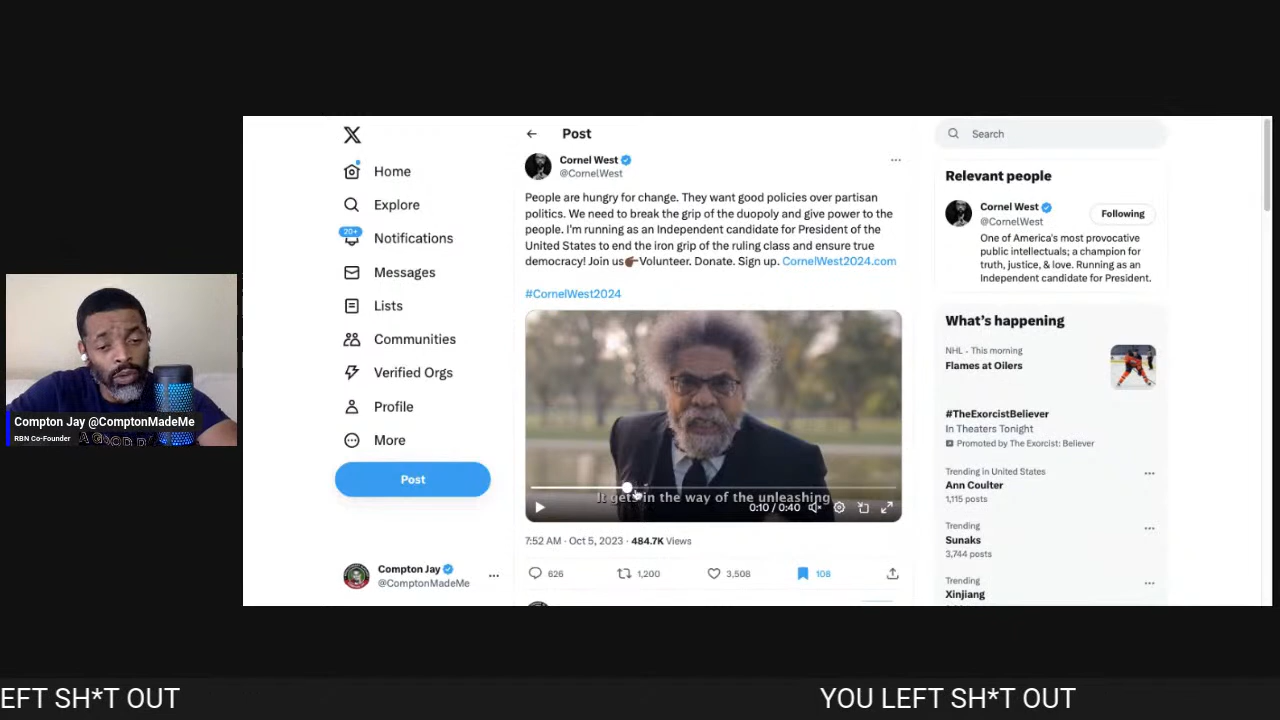 Home
Explore
20+
Notifications
Messages
Lists
Communities
Verified Orgs
Profile
More
Post
Compton Jay
@ComptonMadeMe
Post
Cornel West
@CornelWest
People are hungry for change. They want good policies over partisan
politics. We need to break the grip of the duopoly and give power to the
people. I'm running as an Independent candidate for President of the
United States to end the iron grip of the ruling class and ensure true
democracy! Join us Volunteer. Donate. Sign up. CornelWest2024.com
#CornelWest2024
It gets in the way of the unleashing
0:10 / 0:40
7:52 AM · Oct 5, 2023 · 484.7K Views
626 1,200 3,508 108
Search
Relevant people
Cornel West
@CornelWest
Following
One of America's most provocative
public intellectuals; a champion for
truth, justice, & love. Running as an
Independent candidate for President.
What's happening
NHL · This morning
Flames at Oilers
#TheExorcistBeliever
In Theaters Tonight
Promoted by The Exorcist: Believer
Trending in United States
Ann Coulter
1,115 posts
Trending
Sunaks
3,744 posts
Trending
Xinjiang
Compton Jay @ComptonMadeMe
RBN Co-Founder
EFT SH*T OUT
YOU LEFT SH*T OUT